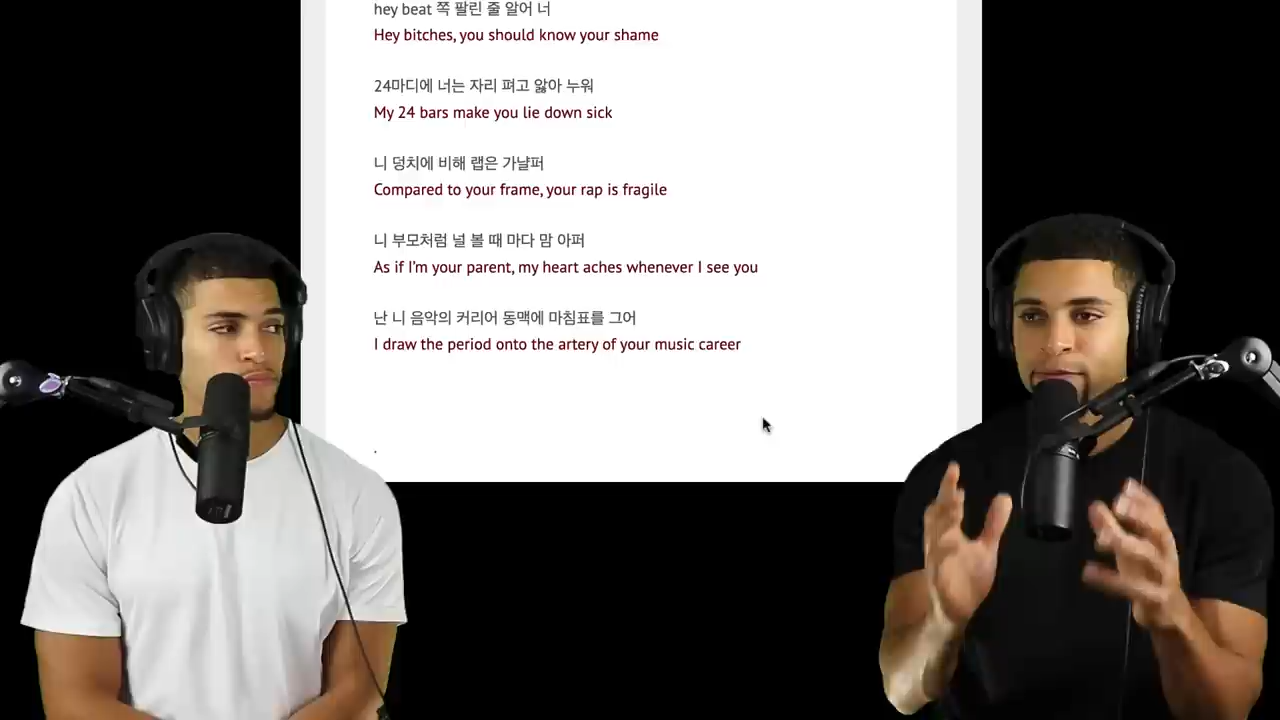 hey beat 쪽 팔린 줄 알어 너
Hey bitches, you should know your shame
24마디에 너는 자리 펴고 앓아 누워
My 24 bars make you lie down sick
니 덩치에 비해 랩은 가냘퍼
Compared to your frame, your rap is fragile
니 부모처럼 널 볼 때 마다 맘 아퍼
As if I’m your parent, my heart aches whenever I see you
난 니 음악의 커리어 동맥에 마침표를 그어
I draw the period onto the artery of your music career
.